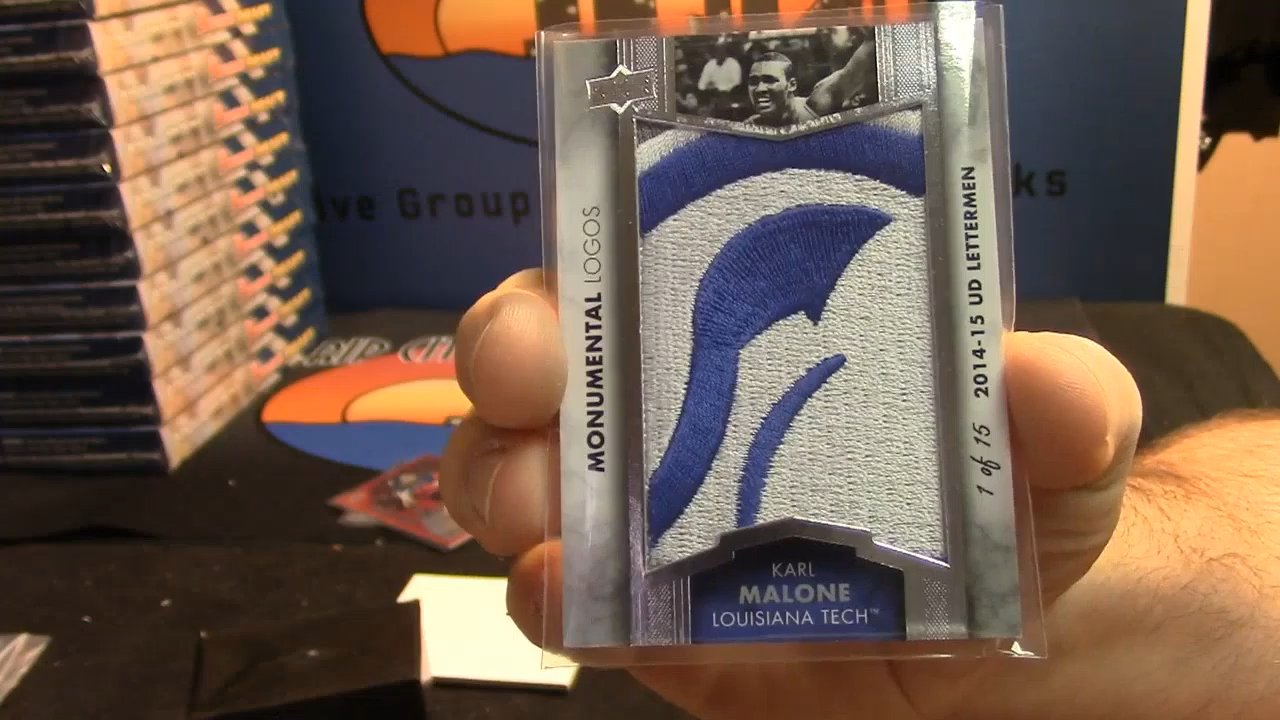 ive Group
ks
MONUMENTAL LOGOS
1 of 15 2014-15 UD LETTERMEN
KARL
MALONE
LOUISIANA TECH™